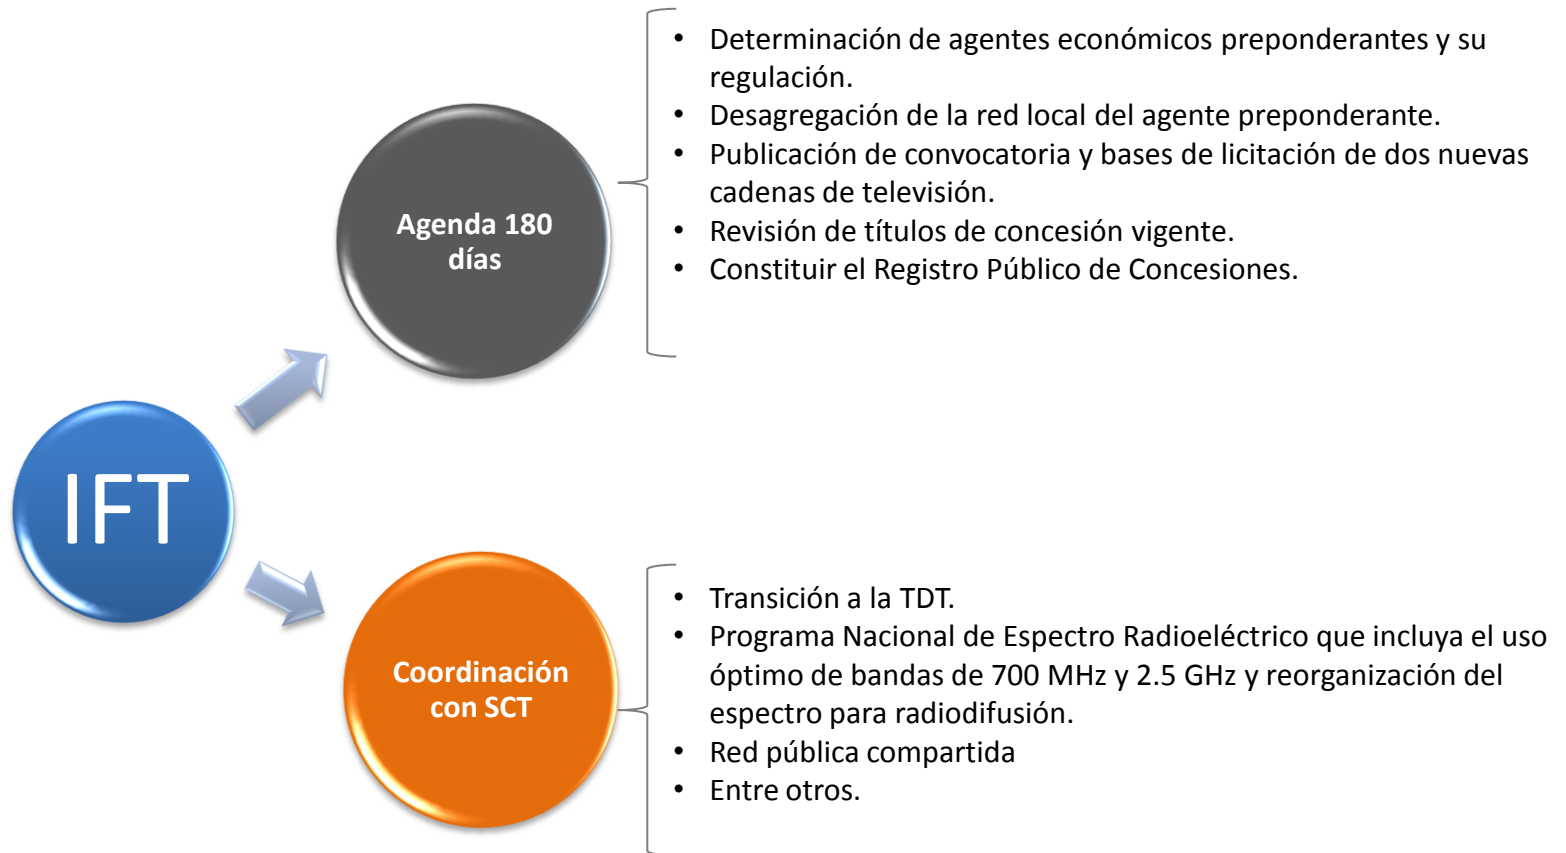 • Determinación de agentes económicos preponderantes y su
regulación.
• Desagregación de la red local del agente preponderante.
• Publicación de convocatoria y bases de licitación de dos nuevas
cadenas de televisión.
• Revisión de títulos de concesión vigente.
• Constituir el Registro Público de Concesiones.
Agenda 180
días
IFT
Coordinación
con SCT
• Transición a la TDT.
• Programa Nacional de Espectro Radioeléctrico que incluya el uso
óptimo de bandas de 700 MHz y 2.5 GHz y reorganización del
espectro para radiodifusión.
• Red pública compartida
• Entre otros.